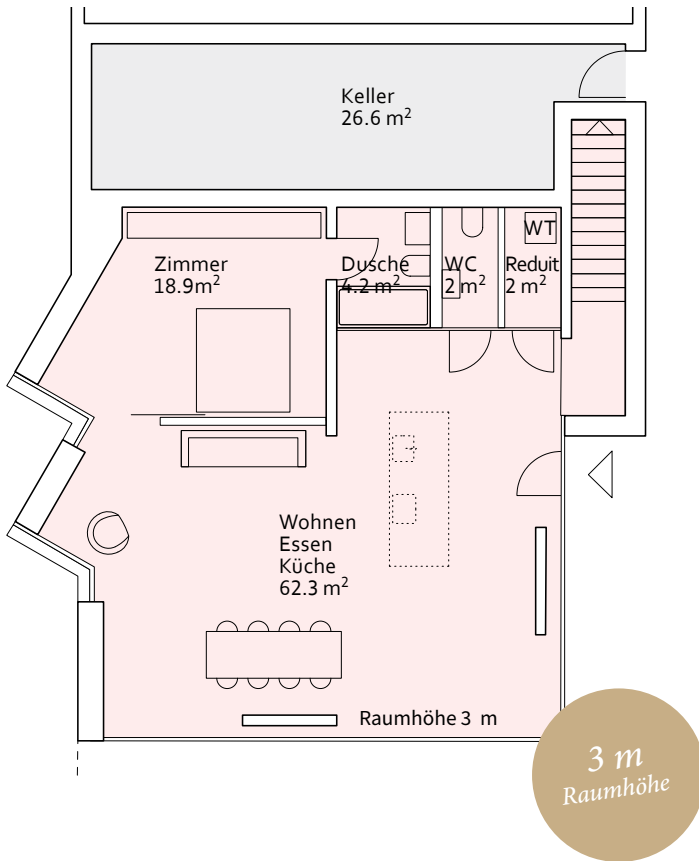 Keller
26.6 m²
WT
Zimmer
18.9m²
Dusche
4.2 m²
WC
2 m²
Reduit
2 m²
Wohnen
Essen
Küche
62.3 m²
Raumhöhe 3 m
3 m
Raumhöhe